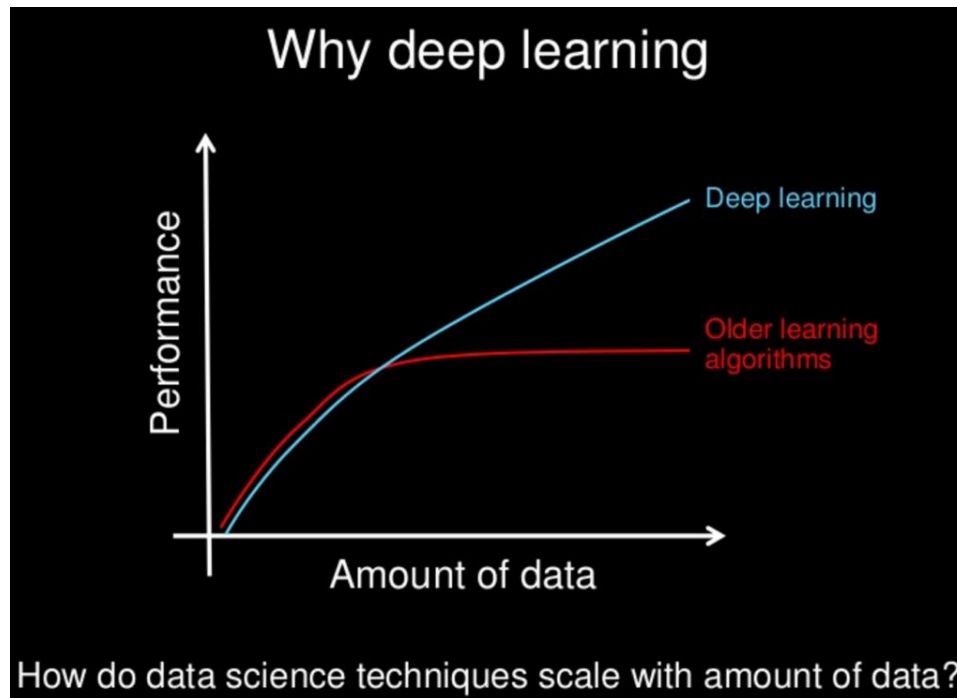 Why deep learning
Performance
Deep learning
Older learning
algorithms
Amount of data
How do data science techniques scale with amount of data?